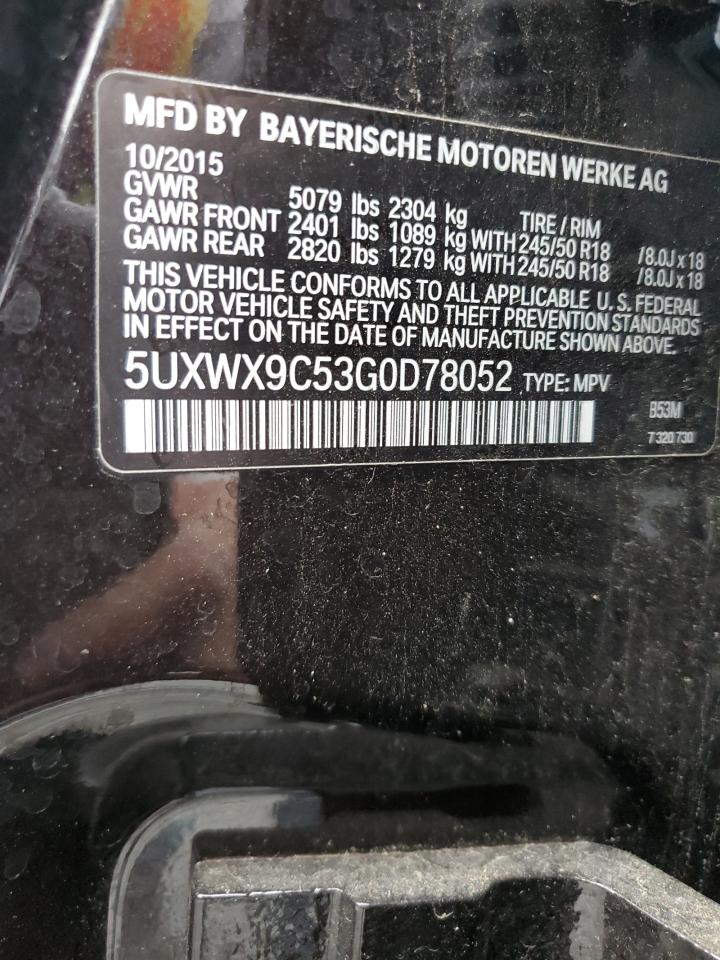 MFD BY BAYERISCHE MOTOREN WERKE AG
10/2015
GVWR 5079 lbs 2304 kg TIRE / RIM
GAWR FRONT 2401 lbs 1089 kg WITH 245/50 R18 /8.0J x 18
GAWR REAR 2820 lbs 1279 kg WITH 245/50 R18 /8.0J x 18
THIS VEHICLE CONFORMS TO ALL APPLICABLE U.S. FEDERAL
MOTOR VEHICLE SAFETY AND THEFT PREVENTION STANDARDS
IN EFFECT ON THE DATE OF MANUFACTURE SHOWN ABOVE.
5UXWX9C53G0D78052 TYPE: MPV
B53M
7 320 730